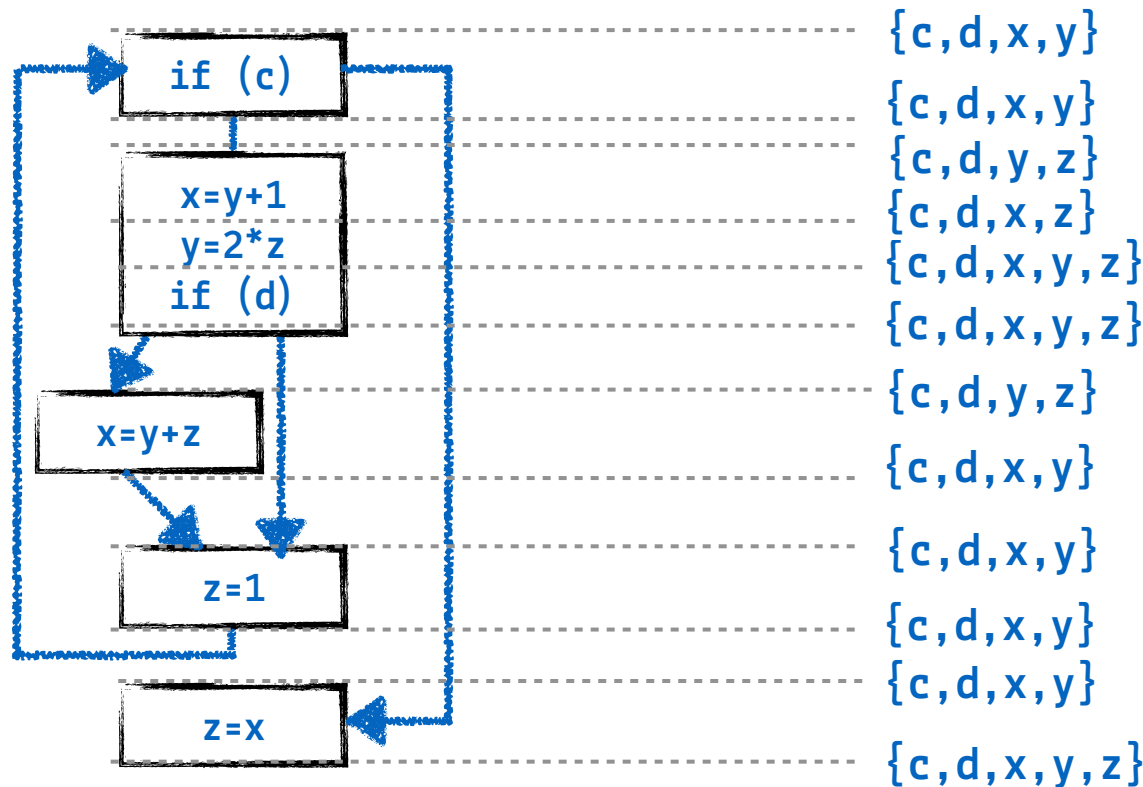 {c,d,x,y}
if (c)
{c,d,x,y}
{c,d,y,z}
x=y+1
{c,d,x,z}
y=2*z
{c,d,x,y,z}
if (d)
{c,d,x,y,z}
{c,d,y,z}
x=y+z
{c,d,x,y}
{c,d,x,y}
z=1
{c,d,x,y}
{c,d,x,y}
z=x
{c,d,x,y,z}